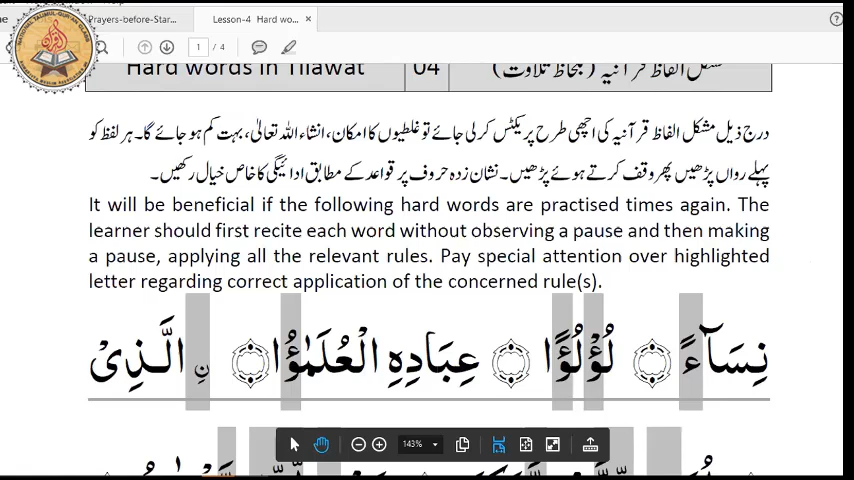 Prayers-before-Star...
Lesson-4 Hard wo...
1 / 4
Hard words in Tilawat 04 مشکل الفاظ قرآنیہ (بلحاظ تلاوت)
درج ذیل مشکل الفاظ قرآنیہ کی اچھی طرح پریکٹس کر لی جائے تو غلطیوں کا امکان، انشاء اللہ تعالیٰ، بہت کم ہو جائے گا۔ ہر لفظ کو
پہلے رواں پڑھیں پھر وقف کرتے ہوئے پڑھیں۔ نشان زدہ حروف پر قواعد کے مطابق ادائیگی کا خاص خیال رکھیں۔
It will be beneficial if the following hard words are practised times again. The
learner should first recite each word without observing a pause and then making
a pause, applying all the relevant rules. Pay special attention over highlighted
letter regarding correct application of the concerned rule(s).
نِسَآءً لُؤْلُؤًا عِبَادِهِ الْعُلَمٰٓؤُا نِ الَّذِیْ
143%